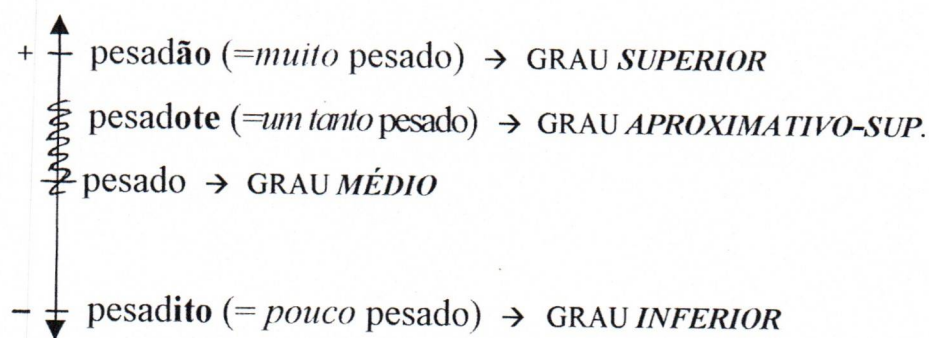 + pesadão (=muito pesado) → GRAU SUPERIOR
pesadote (=um tanto pesado) → GRAU APROXIMATIVO-SUP.
pesado → GRAU MÉDIO
– pesadito (= pouco pesado) → GRAU INFERIOR